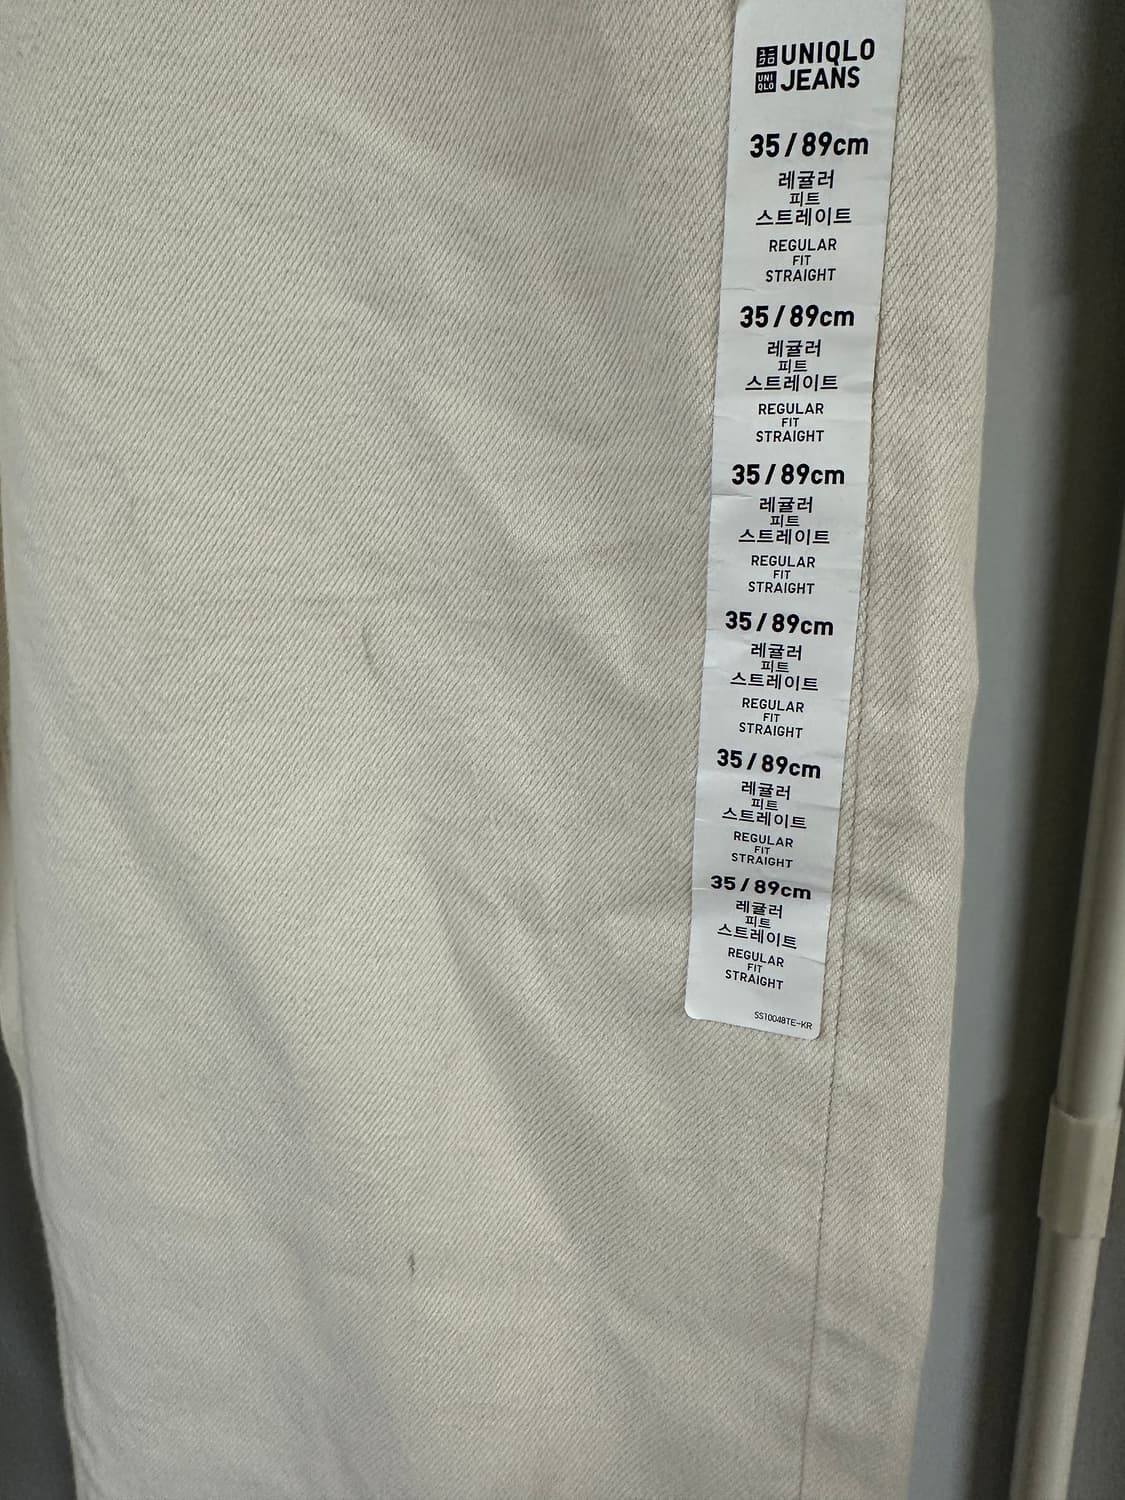 UNIQLO
UNI
QLO
JEANS
35/89cm
레귤러
피트
스트레이트
REGULAR
FIT
STRAIGHT
35/89cm
레귤러
피트
스트레이트
REGULAR
FIT
STRAIGHT
35/89cm
레귤러
피트
스트레이트
REGULAR
FIT
STRAIGHT
35/89cm
레귤러
피트
스트레이트
REGULAR
FIT
STRAIGHT
35/89cm
레귤러
피트
스트레이트
REGULAR
FIT
STRAIGHT
35/89cm
레귤러
피트
스트레이트
REGULAR
FIT
STRAIGHT
SS10048TE-KR